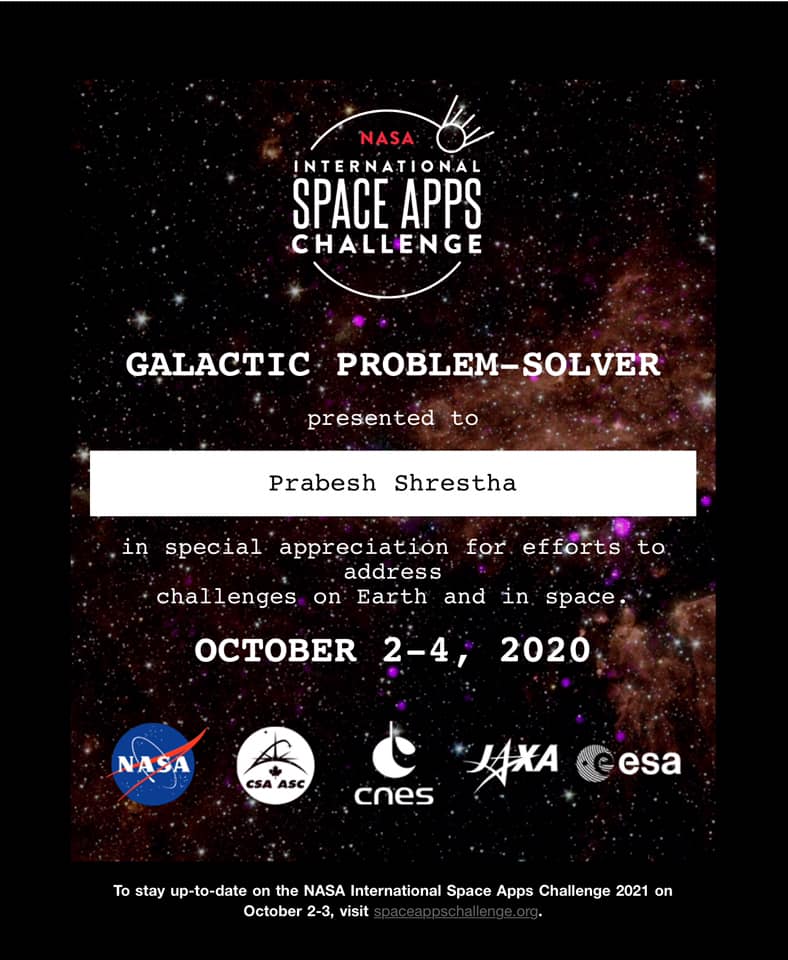 NASA
INTERNATIONAL
SPACE APPS
CHALLENGE
GALACTIC PROBLEM-SOLVER
presented to
Prabesh Shrestha
in special appreciation for efforts to
address
challenges on Earth and in space.
OCTOBER 2-4, 2020
NASA
CSA ASC
cnes
JAXA
esa
To stay up-to-date on the NASA International Space Apps Challenge 2021 on
October 2-3, visit spaceappschallenge.org.